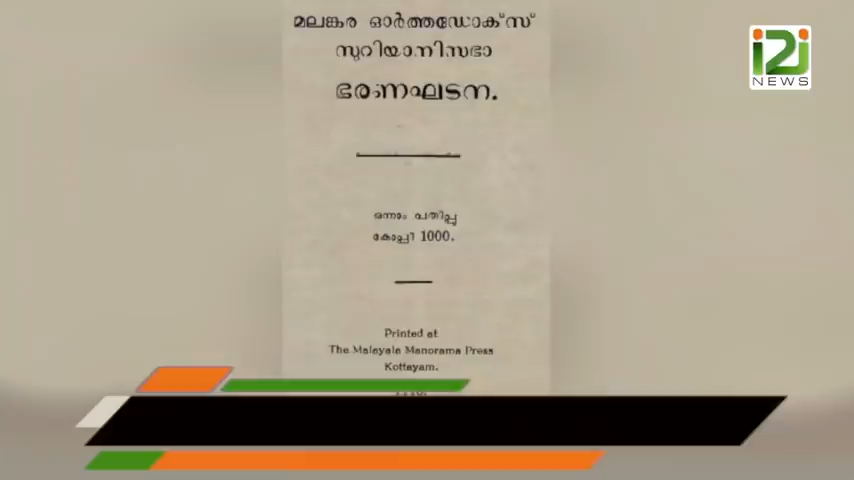 മലങ്കര ഓർത്തഡോക്സ്
സുറിയാനിസഭാ
ഭരണഘടന.
ഒന്നാം പതിപ്പു
കോപ്പി 1000.
Printed at
The Malayala Manorama Press
Kottayam.
i2i
NEWS